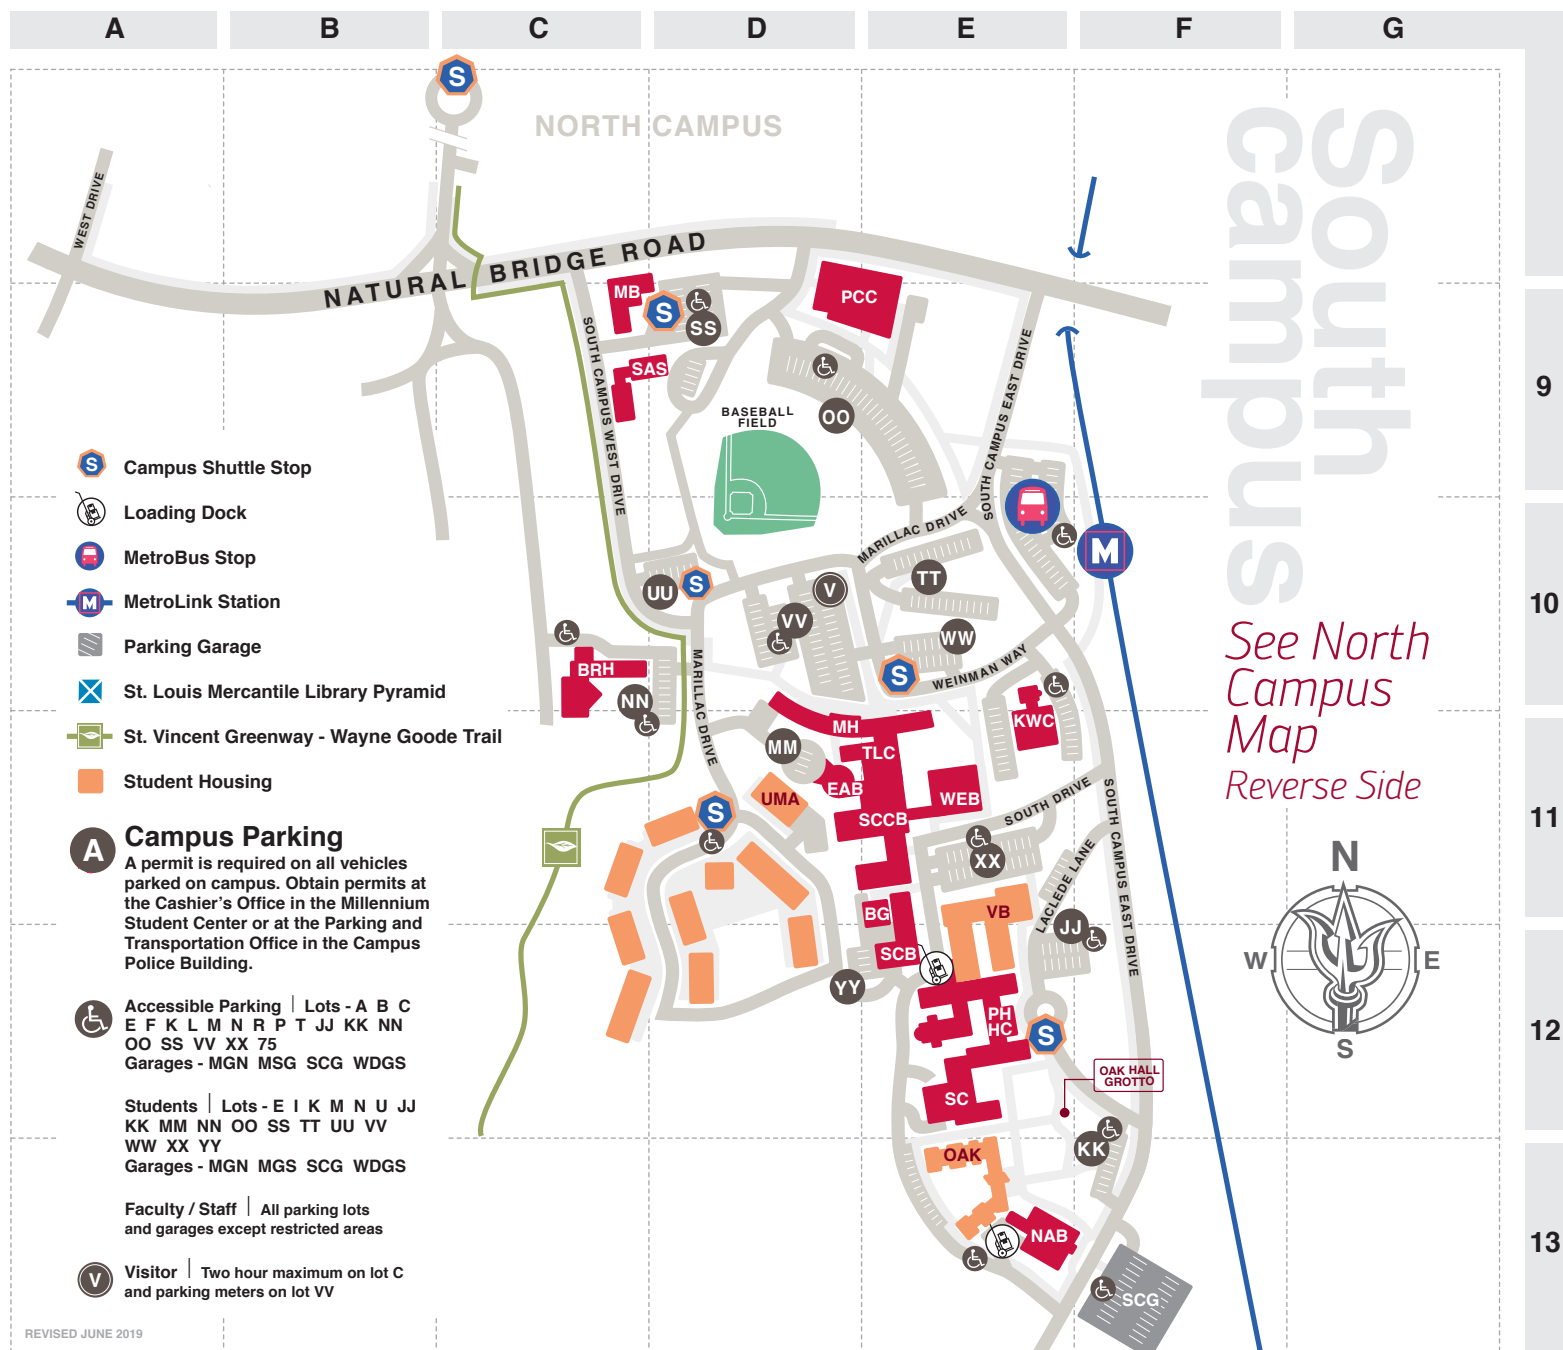 A B C D E F G
S
NORTH CAMPUS
South
campus
WEST DRIVE
NATURAL BRIDGE ROAD
MB
S
SS
PCC
SOUTH CAMPUS WEST DRIVE
SAS
OO
SOUTH CAMPUS EAST DRIVE
9
BASEBALL
FIELD
S Campus Shuttle Stop
Loading Dock
MetroBus Stop
M MetroLink Station
Parking Garage
St. Louis Mercantile Library Pyramid
St. Vincent Greenway - Wayne Goode Trail
Student Housing
MARILLAC DRIVE
M
UU
S
V
TT
VV
WW
10
S
WEINMAN WAY
BRH
NN
MARILLAC DRIVE
KWC
See North
Campus
Map
Reverse Side
MH
MM
TLC
EAB
UMA
WEB
S
SCCB
SOUTH DRIVE
SOUTH CAMPUS EAST DRIVE
11
XX
LACLEDE LANE
BG
VB
JJ
SCB
YY
N
W E
S
PH
HC
S
12
OAK HALL
GROTTO
SC
KK
OAK
NAB
13
SCG
A Campus Parking
A permit is required on all vehicles
parked on campus. Obtain permits at
the Cashier's Office in the Millennium
Student Center or at the Parking and
Transportation Office in the Campus
Police Building.
Accessible Parking | Lots - A B C
E F K L M N R P T JJ KK NN
OO SS VV XX 75
Garages - MGN MSG SCG WDGS
Students | Lots - E I K M N U JJ
KK MM NN OO SS TT UU VV
WW XX YY
Garages - MGN MGS SCG WDGS
Faculty / Staff | All parking lots
and garages except restricted areas
V Visitor | Two hour maximum on lot C
and parking meters on lot VV
REVISED JUNE 2019